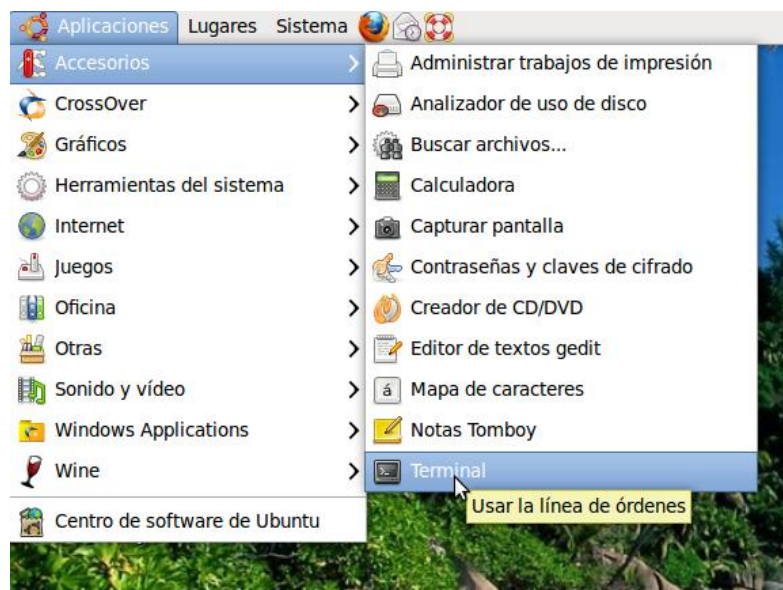 Aplicaciones Lugares Sistema
Accesorios
CrossOver
Gráficos
Herramientas del sistema
Internet
Juegos
Oficina
Otras
Sonido y vídeo
Windows Applications
Wine
Centro de software de Ubuntu
Administrar trabajos de impresión
Analizador de uso de disco
Buscar archivos...
Calculadora
Capturar pantalla
Contraseñas y claves de cifrado
Creador de CD/DVD
Editor de textos gedit
á Mapa de caracteres
Notas Tomboy
Terminal
Usar la línea de órdenes